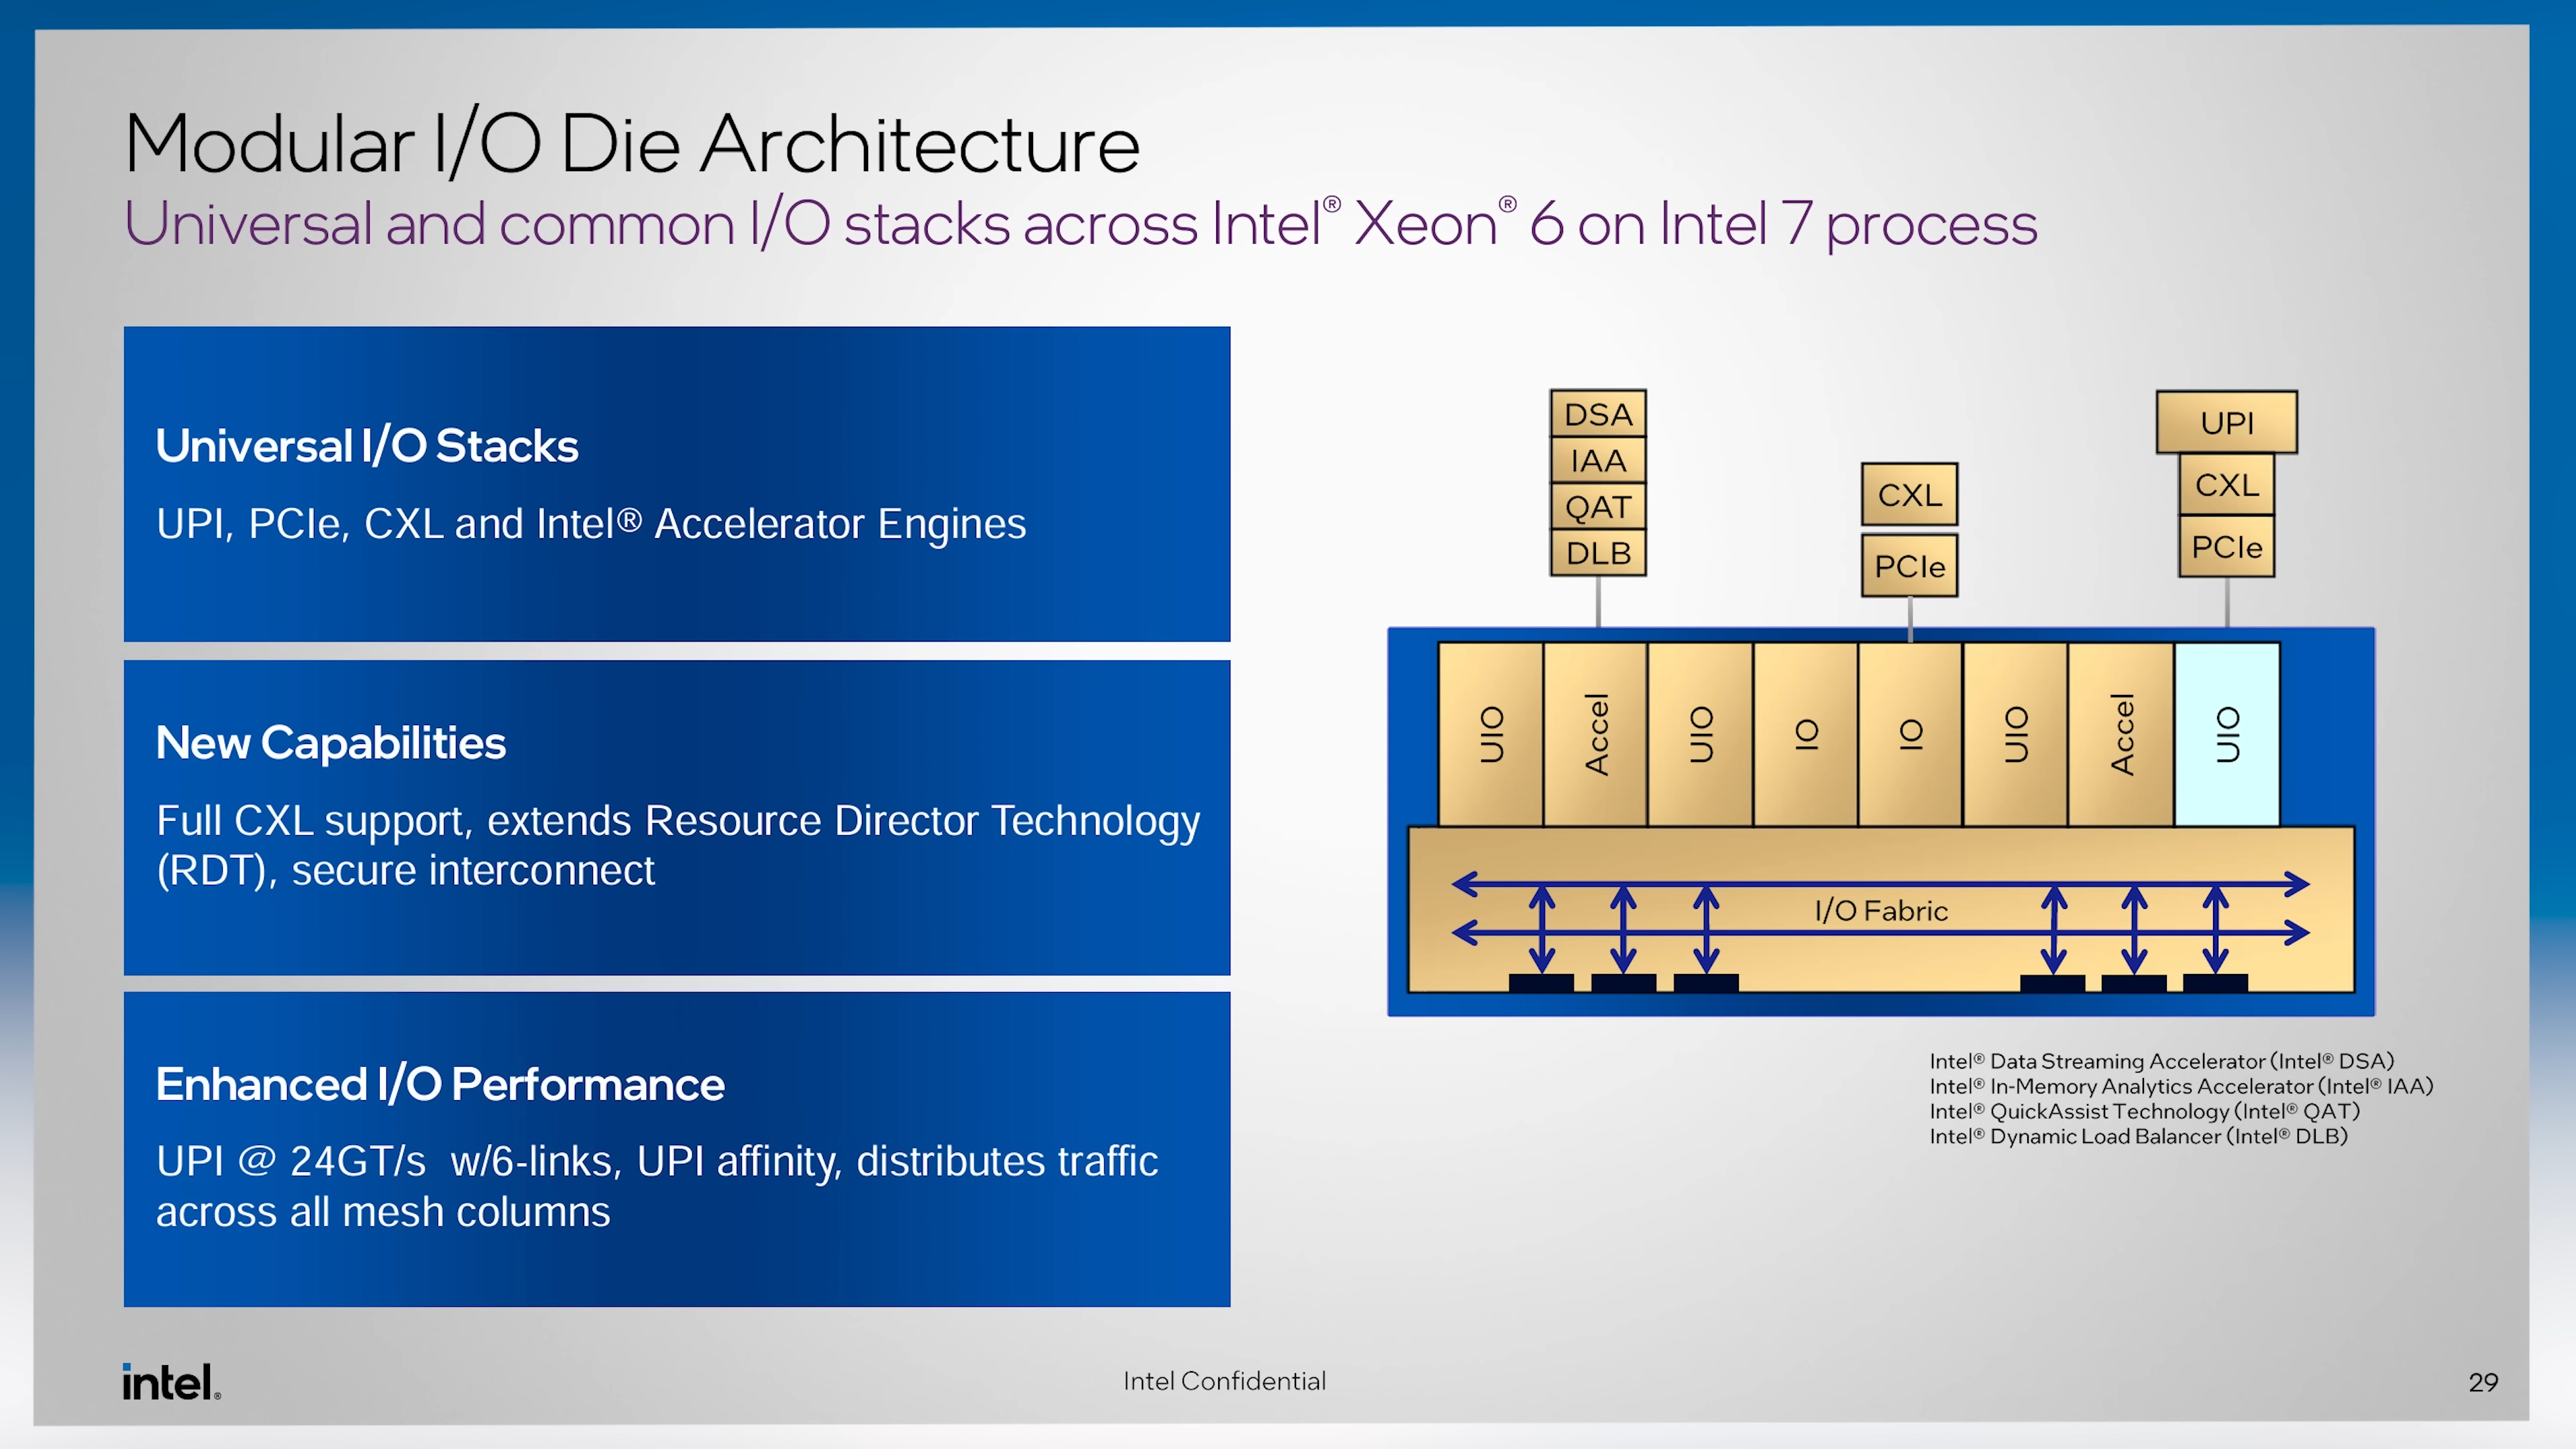 Modular I/O Die Architecture
Universal and common I/O stacks across Intel® Xeon® 6 on Intel 7 process
Universal I/O Stacks
UPI, PCIe, CXL and Intel® Accelerator Engines
New Capabilities
Full CXL support, extends Resource Director Technology
(RDT), secure interconnect
Enhanced I/O Performance
UPI @ 24GT/s  w/6-links, UPI affinity, distributes traffic
across all mesh columns
DSA
IAA
QAT
DLB
CXL
PCIe
UPI
CXL
PCIe
UIO
Accel
UIO
IO
IO
UIO
Accel
UIO
I/O Fabric
Intel® Data Streaming Accelerator (Intel® DSA)
Intel® In-Memory Analytics Accelerator (Intel® IAA)
Intel® QuickAssist Technology (Intel® QAT)
Intel® Dynamic Load Balancer (Intel® DLB)
intel®
Intel Confidential
29